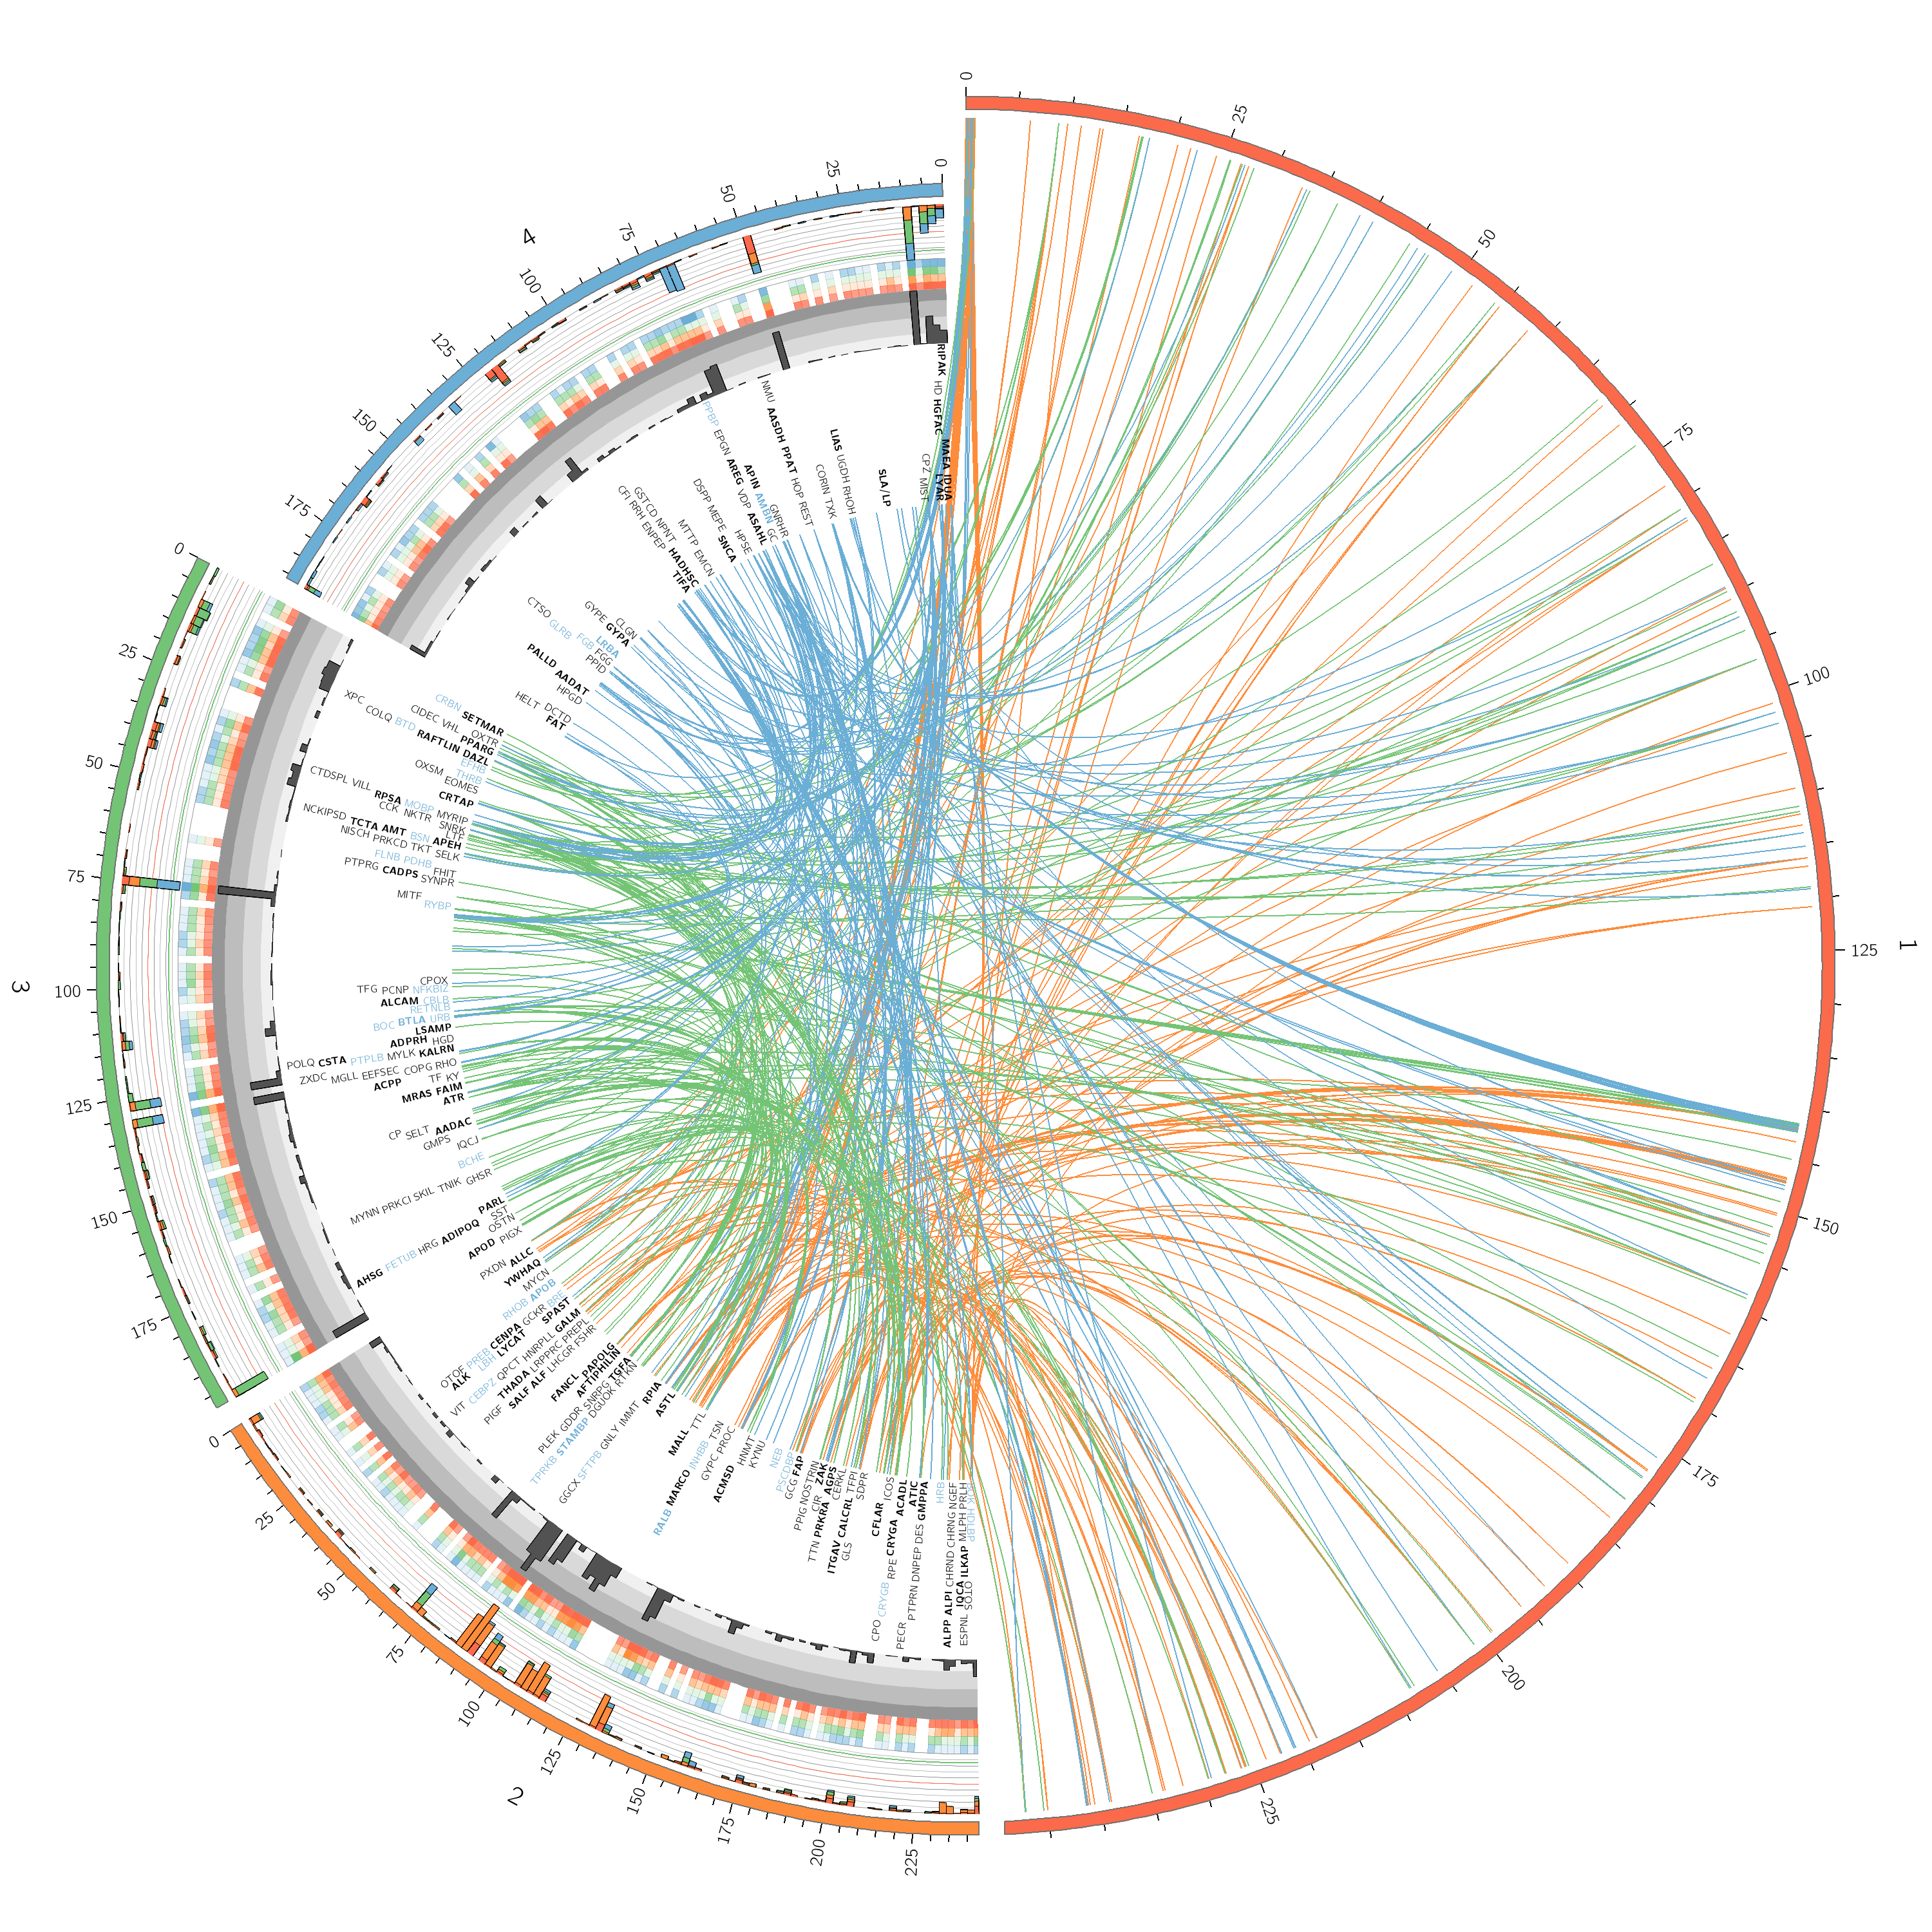 0
25
50
75
100
125
150
175
200
225
1
0
25
50
75
100
125
150
175
4
0
25
50
75
100
125
150
175
3
0
25
50
75
100
125
150
175
200
225
2
RIPAK HD HGFAC MAEA IDUA
LYAR
CPZ MIST
SLA/LP
LIAS UGDH RHOH
CORIN TXK
NMU AASDH PPAT HOP REST
GNRHR
APIN AMBN GC
PPBP EPGN AREG VDP ASAHL
HPSE
DSPP MEPE SNCA
MTTP EMCN
GSTCD NPNT HADHSC
CFI RRH ENPEP TIFA
CLGN
GYPE GYPA
LRBA
CTSO GLRB FGB FGG
PPID
PALLD AADAT
HPGD
HELT DCTD
FAT
CRBN SETMAR
CIDEC VHL OXTR
XPC COLQ BTD PPARG
RAFTLIN DAZL
EFHB
THRB
OXSM EOMES
CRTAP
CTDSPL VILL RPSA MOBP MYRIP
CCK NKTR SNRK
LTF
NCKIPSD TCTA AMT BSN APEH
NISCH PRKCD TKT SELK
FLNB PDHB FHIT
PTPRG CADPS SYNPR
MITF
RYBP
CPOX
TFG PCNP NFKBIZ
ALCAM CBLB
RETNLB
BOC BTLA URB
LSAMP
ADPRH HGD
POLQ CSTA PTPLB MYLK KALRN
ZXDC MGLL EEFSEC COPG RHO
ACPP TF KY
MRAS FAIM
ATR
CP SELT AADAC
GMPS IQCJ
BCHE
MYNN PRKCI SKIL TNIK GHSR
PARL
SST
AHSG FETUB HRG ADIPOQ OSTN
APOD PIGX
PXDN ALLC
YWHAQ
MYCN
RHOB APOB
OTOF PREB CENPA GCKR BRE
ALK LBH LYCAT SPAST
VIT CEBPZ QPCT HNRPLL GALM
THADA LRPPRC PREPL
PIGF SALF ALF LHCGR FSHR
FANCL PAPOLG
AFTIPHILIN
PLEK GDDR SNRPG TGFA
TPRKB STAMBP DGUOK RTKN
GGCX SFTPB GNLY IMMT RPIA
ASTL
MALL TTL
RALB MARCO INHBB TSN
GYPC PROC
ACMSD HNMT
KYNU
NEB
PSCDBP
GCG FAP
PPIG NOSTRIN
CIR ZAK
TTN PRKRA AGPS
CERKL
ITGAV CALCRL TFPI
GLS SDPR
CFLAR ICOS
CPO CRYGB RPE CRYGA ACADL
ATIC
PECR PTPRN DNPEP DES GMPPA
HRB
ALPP ALPI CHRND CHRNG NGEF
ESPNL IQCA ILKAP MLPH PRLH
OTOS HDLBP